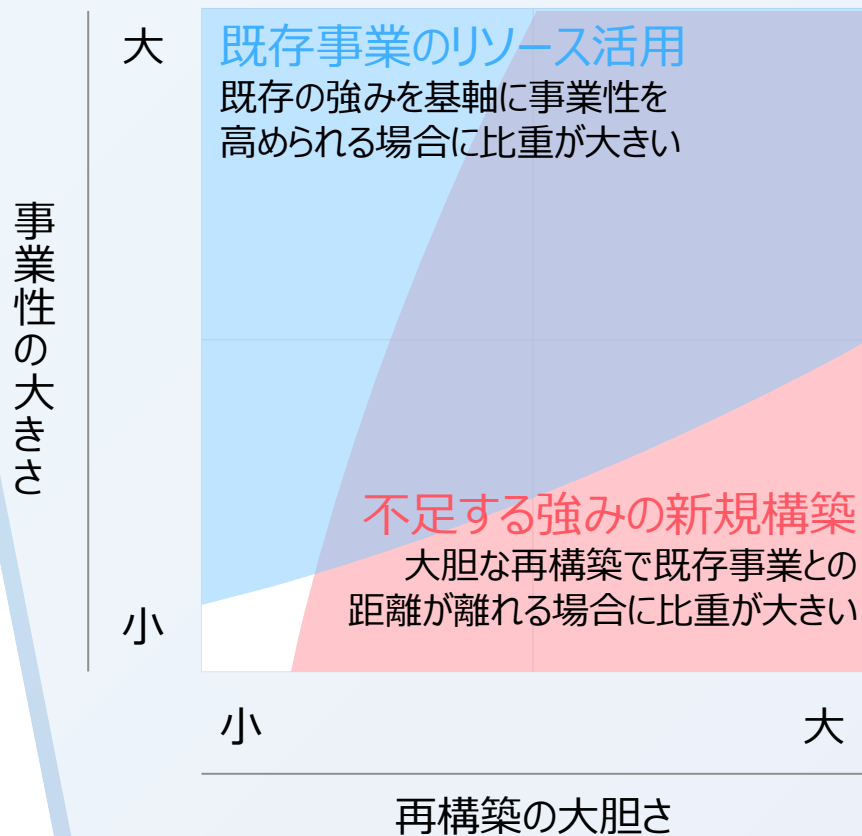 大
既存事業のリソース活用
既存の強みを基軸に事業性を
高められる場合に比重が大きい
事業性の大きさ
不足する強みの新規構築
大胆な再構築で既存事業との
距離が離れる場合に比重が大きい
小
小
大
再構築の大胆さ